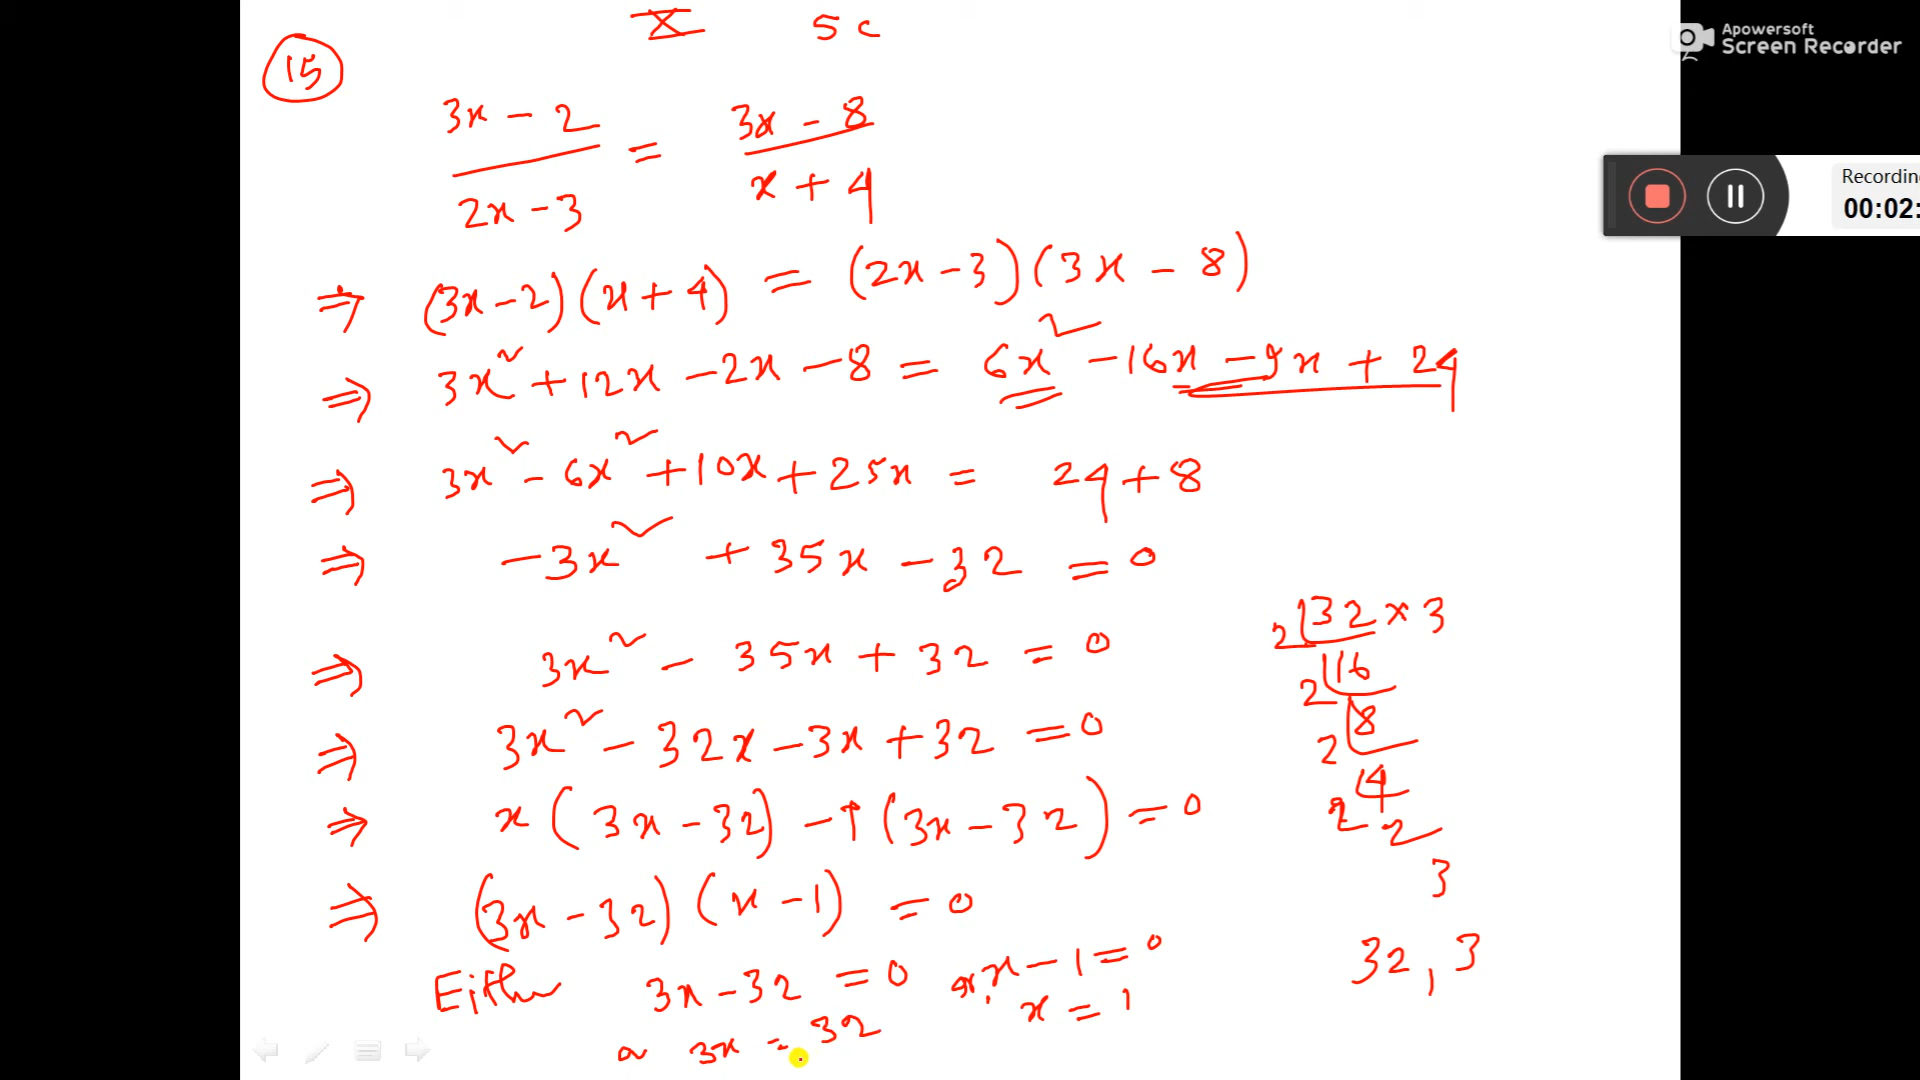 X 5c
15
3x - 2 / 2x - 3 = 3x - 8 / x + 4
⇒ (3x-2)(x+4) = (2x-3)(3x-8)
⇒ 3x² + 12x - 2x - 8 = 6x² - 16x - 9x + 24
⇒ 3x² - 6x² + 10x + 25x = 24 + 8
⇒ -3x² + 35x - 32 = 0
⇒ 3x² - 35x + 32 = 0
⇒ 3x² - 32x - 3x + 32 = 0
⇒ x(3x-32) -1(3x-32) = 0
⇒ (3x-32)(x-1) = 0
Either 3x-32 = 0 or, x-1 = 0
x = 1
or 3x = 32
2 | 32 × 3
2 | 16
2 | 8
2 | 4
2
3
32, 3
Apowersoft
Screen Recorder
Recording
00:02: